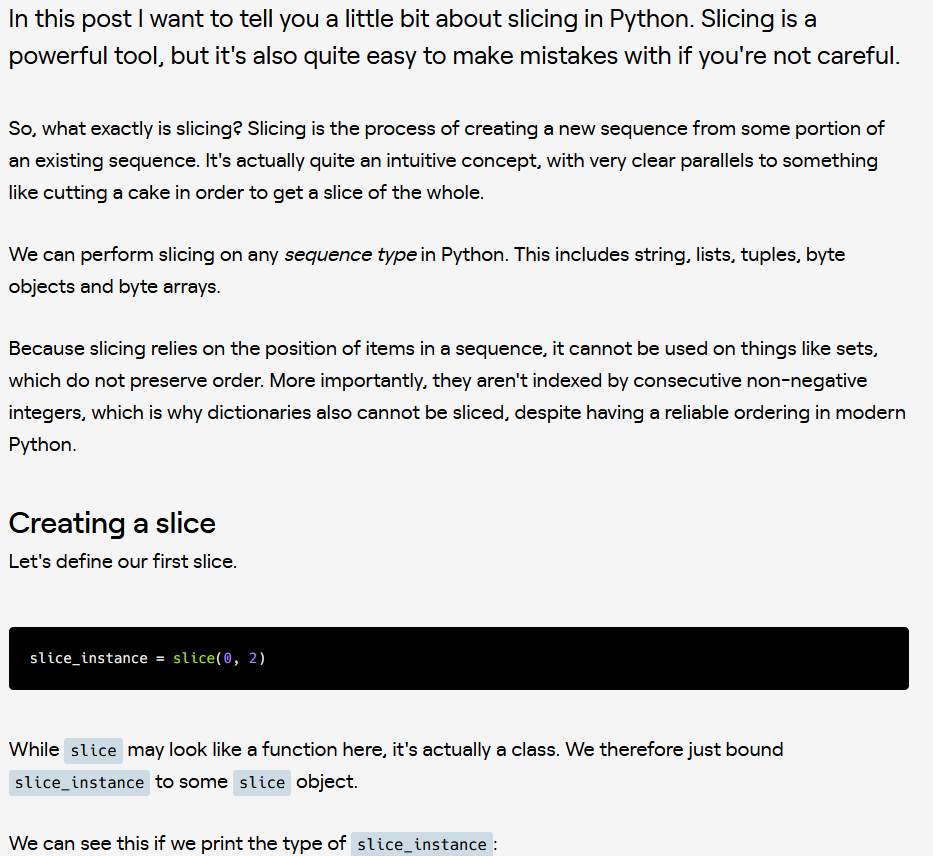 In this post I want to tell you a little bit about slicing in Python. Slicing is a
powerful tool, but it's also quite easy to make mistakes with if you're not careful.
So, what exactly is slicing? Slicing is the process of creating a new sequence from some portion of
an existing sequence. It's actually quite an intuitive concept, with very clear parallels to something
like cutting a cake in order to get a slice of the whole.
We can perform slicing on any sequence type in Python. This includes string, lists, tuples, byte
objects and byte arrays.
Because slicing relies on the position of items in a sequence, it cannot be used on things like sets,
which do not preserve order. More importantly, they aren't indexed by consecutive non-negative
integers, which is why dictionaries also cannot be sliced, despite having a reliable ordering in modern
Python.
Creating a slice
Let's define our first slice.
slice_instance = slice(0, 2)
While slice may look like a function here, it's actually a class. We therefore just bound
slice_instance to some slice object.
We can see this if we print the type of slice_instance: